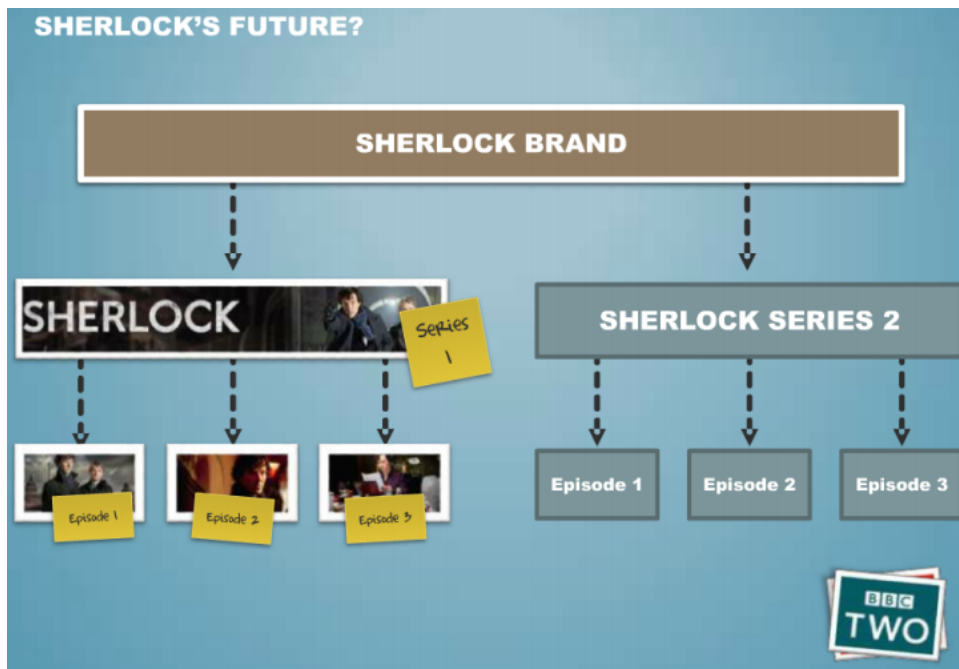 SHERLOCK'S FUTURE?
SHERLOCK BRAND
SHERLOCK
Series
1
SHERLOCK SERIES 2
Episode 1
Episode 2
Episode 3
Episode 1
Episode 2
Episode 3
BBC
TWO